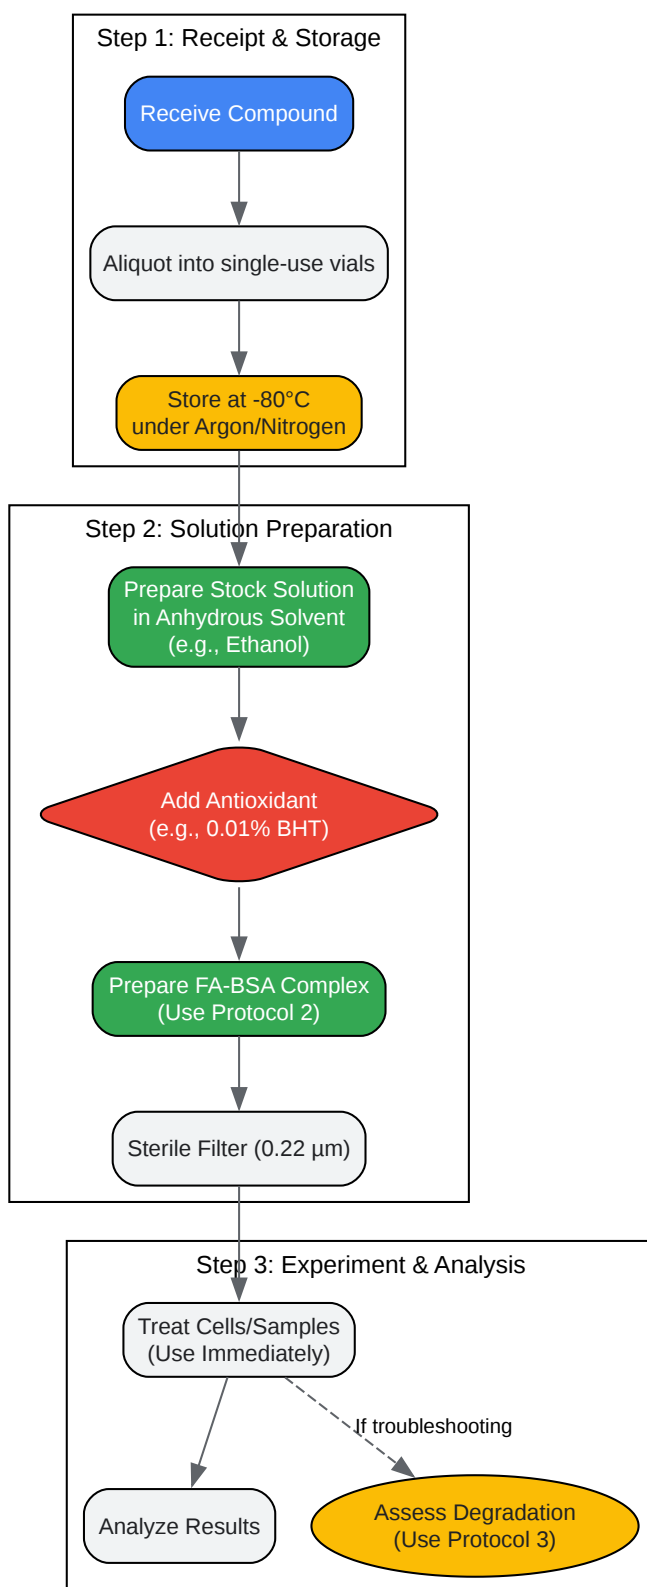 Step 1: Receipt & Storage
Receive Compound
Aliquot into single-use vials
Store at -80°C
under Argon/Nitrogen
Step 2: Solution Preparation
Prepare Stock Solution
in Anhydrous Solvent
(e.g., Ethanol)
Add Antioxidant
(e.g., 0.01% BHT)
Prepare FA-BSA Complex
(Use Protocol 2)
Sterile Filter (0.22 µm)
Step 3: Experiment & Analysis
Treat Cells/Samples
(Use Immediately)
If troubleshooting
Analyze Results
Assess Degradation
(Use Protocol 3)